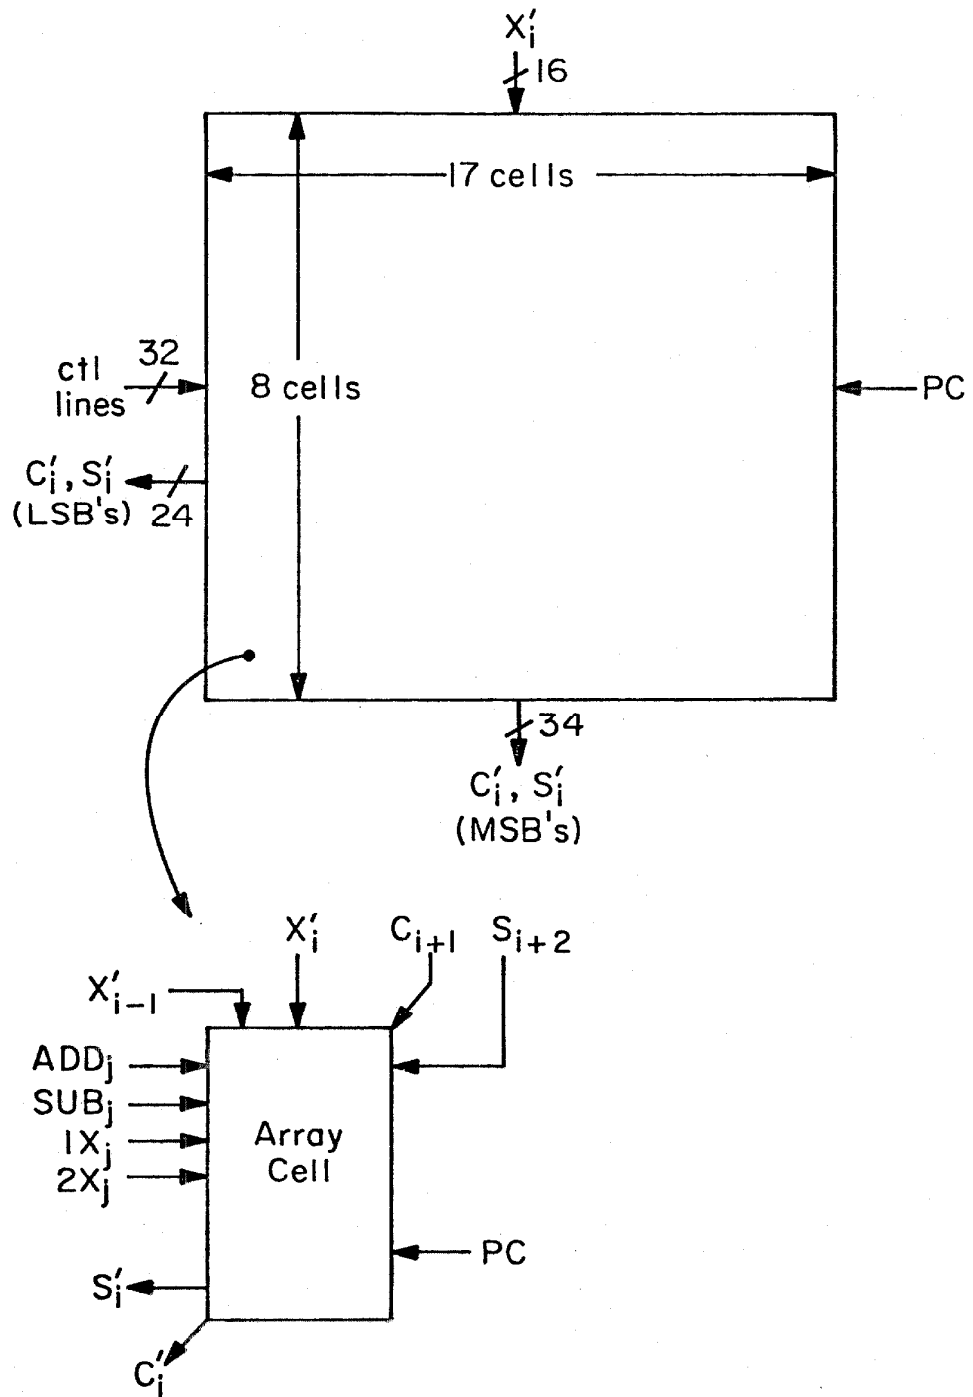 X′i
16
17 cells
32
ctl
lines
8 cells
PC
C′i, S′i
(LSB's)
24
34
C′i, S′i
(MSB's)
X′i
Ci+1
Si+2
X′i−1
ADDj
SUBj
1Xj
2Xj
Array
Cell
PC
S′i
C′i